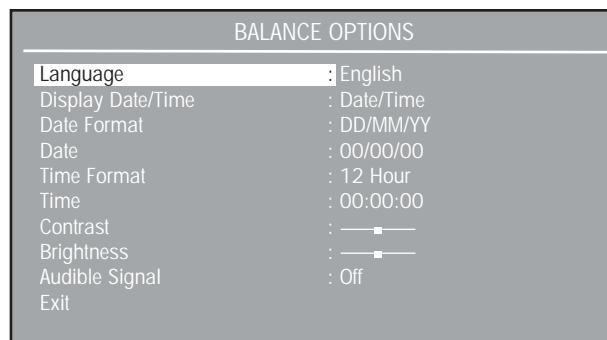 BALANCE OPTIONS
Language : English
Display Date/Time : Date/Time
Date Format : DD/MM/YY
Date : 00/00/00
Time Format : 12 Hour
Time : 00:00:00
Contrast :
Brightness :
Audible Signal : Off
Exit